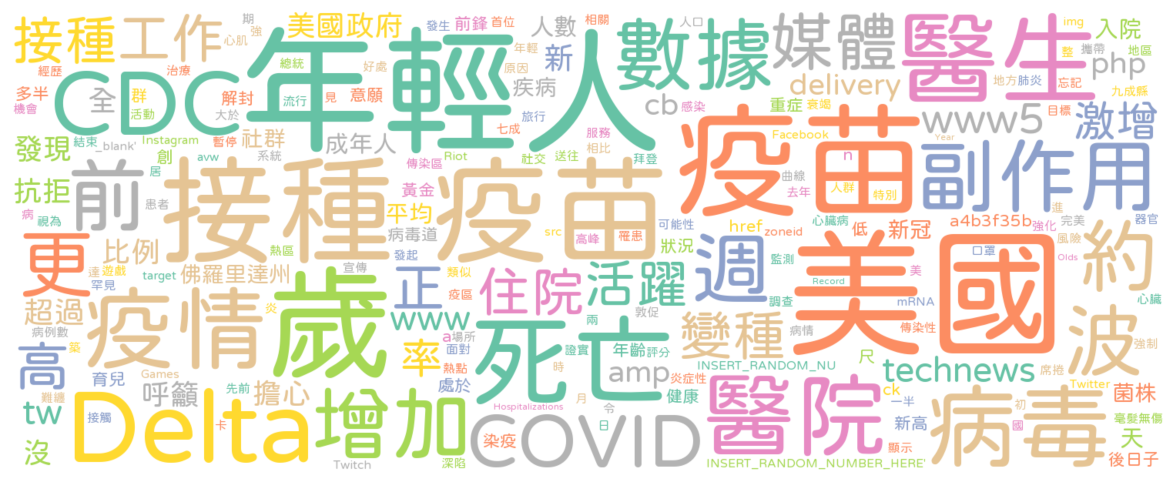 接種
工作
美國政府
期
強
心肌
前鋒
發生
首位
相關
人數
年輕
新
img
整
攜帶
地區
入院
經歷
治療
總統
好處
原因
疾病
數據
媒體
醫生
地方
肺炎
忘記
php
多半
機會
全
群
活動
解封
大於
流行
見
意願
年輕人
CDC
七成
旅行
cb
感染
delivery
重症
衰竭
目標
九成縣
發現
結束
_blank'
Instagram
創
暫停
社群
成年人
Riot
社交
服務
相比
送往
拜登
Facebook
www5
n
Year
激增
抗拒
居
avw
系統
傳染區
疫苗
去年
曲線
人群
特別
副作用
病
視為
前
患者
接種
黃金
平均
病毒道
疫苗
src
高峰
罹患
可能性
href
zoneid
心臟病
低
新冠
a4b3f35b
強化
進
完美
風險
器官
更
比例
熱區
宣傳
發起
類似
狀況
週
監測
美
口罩
Olds
約
達
遊戲
罕見
target
佛羅里達州
歲
正
疫區
住院
活躍
敦促
調查
Record
mRNA
傳染性
美國
心臟
超過
病例數
疫情
炎
www
a
場所
兩
波
強制
高
築
育兒
Games
先前
難纏
呼籲
擔心
率
面對
熱點
處於
死亡
證實
年齡
評分
變種
病情
尺
amp
時
炎症性
健康
INSERT_RANDOM_NU
technews
席捲
Twitter
菌株
tw
接觸
Delta
卡
增加
Hospitalizations
月
令
日
COVID
醫院
ck
一半
新高
顯示
病毒
初
國
毫髮無傷
天
沒
Twitch
深陷
染疫
INSERT_RANDOM_NUMBER_HERE'
後日子